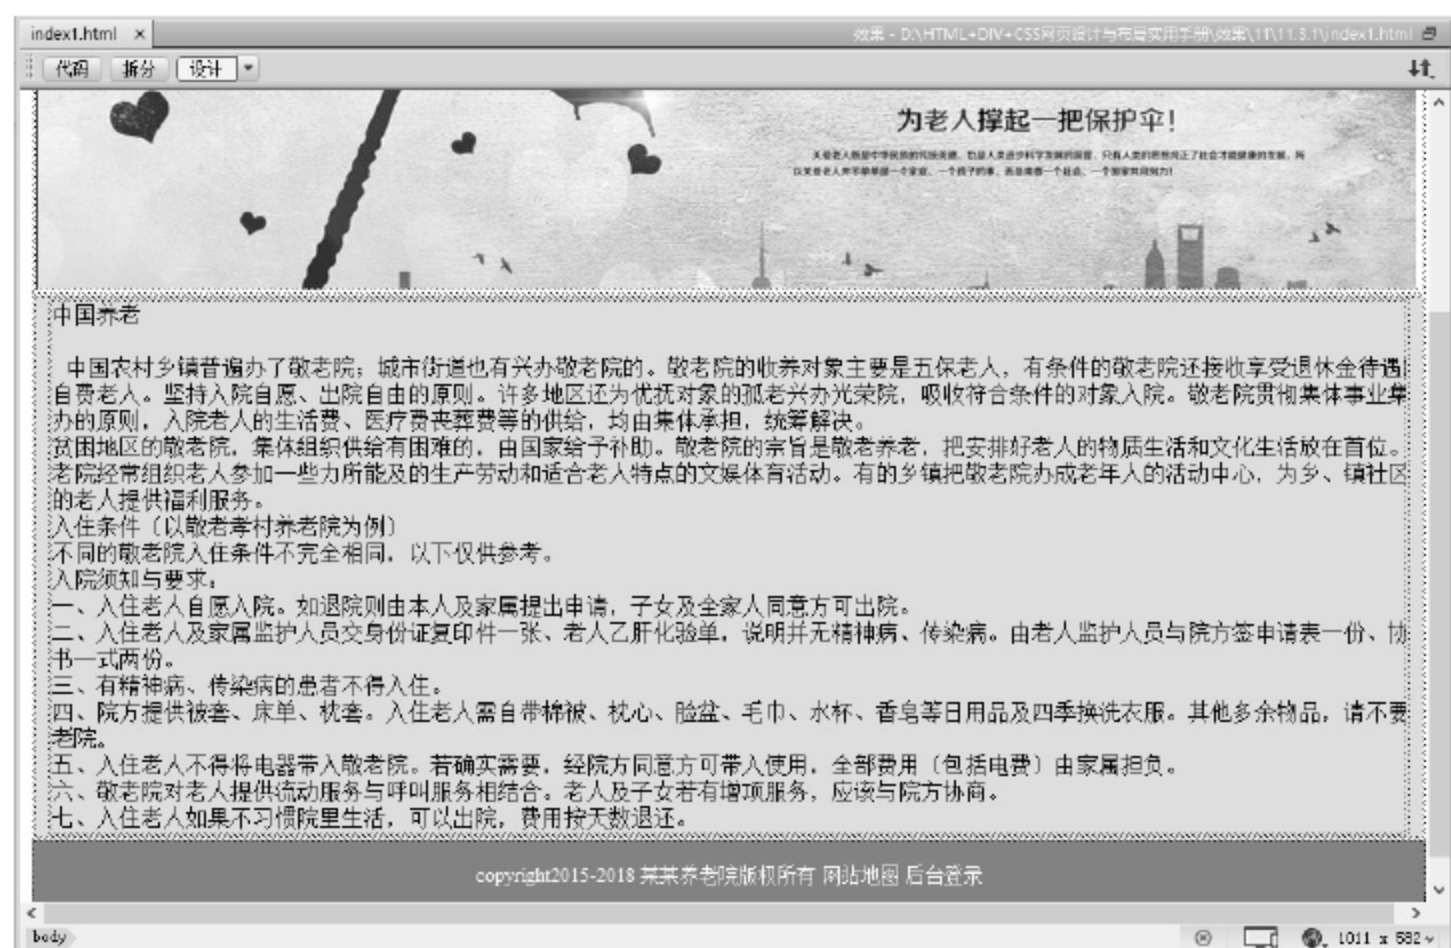 index1.html ×
效果 - D:\HTML+DIV+CSS网页设计与布局实用手册\效果\11\11.8.1\index1.html
代码 拆分 设计
为老人撑起一把保护伞!
中国养老
中国农村乡镇普遍办了敬老院；城市街道也有兴办敬老院的。敬老院的收养对象主要是五保老人，有条件的敬老院还接收享受退休金待遇
自费老人。坚持入院自愿、出院自由的原则。许多地区还为优抚对象的孤老兴办光荣院，吸收符合条件的对象入院。敬老院贯彻集体事业集
办的原则，入院老人的生活费、医疗费丧葬费等的供给，均由集体承担，统筹解决。
贫困地区的敬老院，集体组织供给有困难的，由国家给予补助。敬老院的宗旨是敬老养老，把安排好老人的物质生活和文化生活放在首位。
老院经常组织老人参加一些力所能及的生产劳动和适合老人特点的文娱体育活动。有的乡镇把敬老院办成老年人的活动中心，为乡、镇社区
的老人提供福利服务。
入住条件（以敬老孝村养老院为例）
不同的敬老院入住条件不完全相同，以下仅供参考。
入院须知与要求：
一、入住老人自愿入院。如退院则由本人及家属提出申请，子女及全家人同意方可出院。
二、入住老人及家属监护人员交身份证复印件一张、老人乙肝化验单，说明并无精神病、传染病。由老人监护人员与院方签申请表一份、协
书一式两份。
三、有精神病、传染病的患者不得入住。
四、院方提供被套、床单、枕套。入住老人需自带棉被、枕心、脸盆、毛巾、水杯、香皂等日用品及四季换洗衣服。其他多余物品，请不要
老院。
五、入住老人不得将电器带入敬老院。若确实需要，经院方同意方可带入使用，全部费用（包括电费）由家属担负。
六、敬老院对老人提供流动服务与呼叫服务相结合。老人及子女若有增项服务，应该与院方协商。
七、入住老人如果不习惯院里生活，可以出院，费用按天数退还。
copyright2015-2018 某某养老院版权所有 网站地图 后台登录
body
1011 x 582